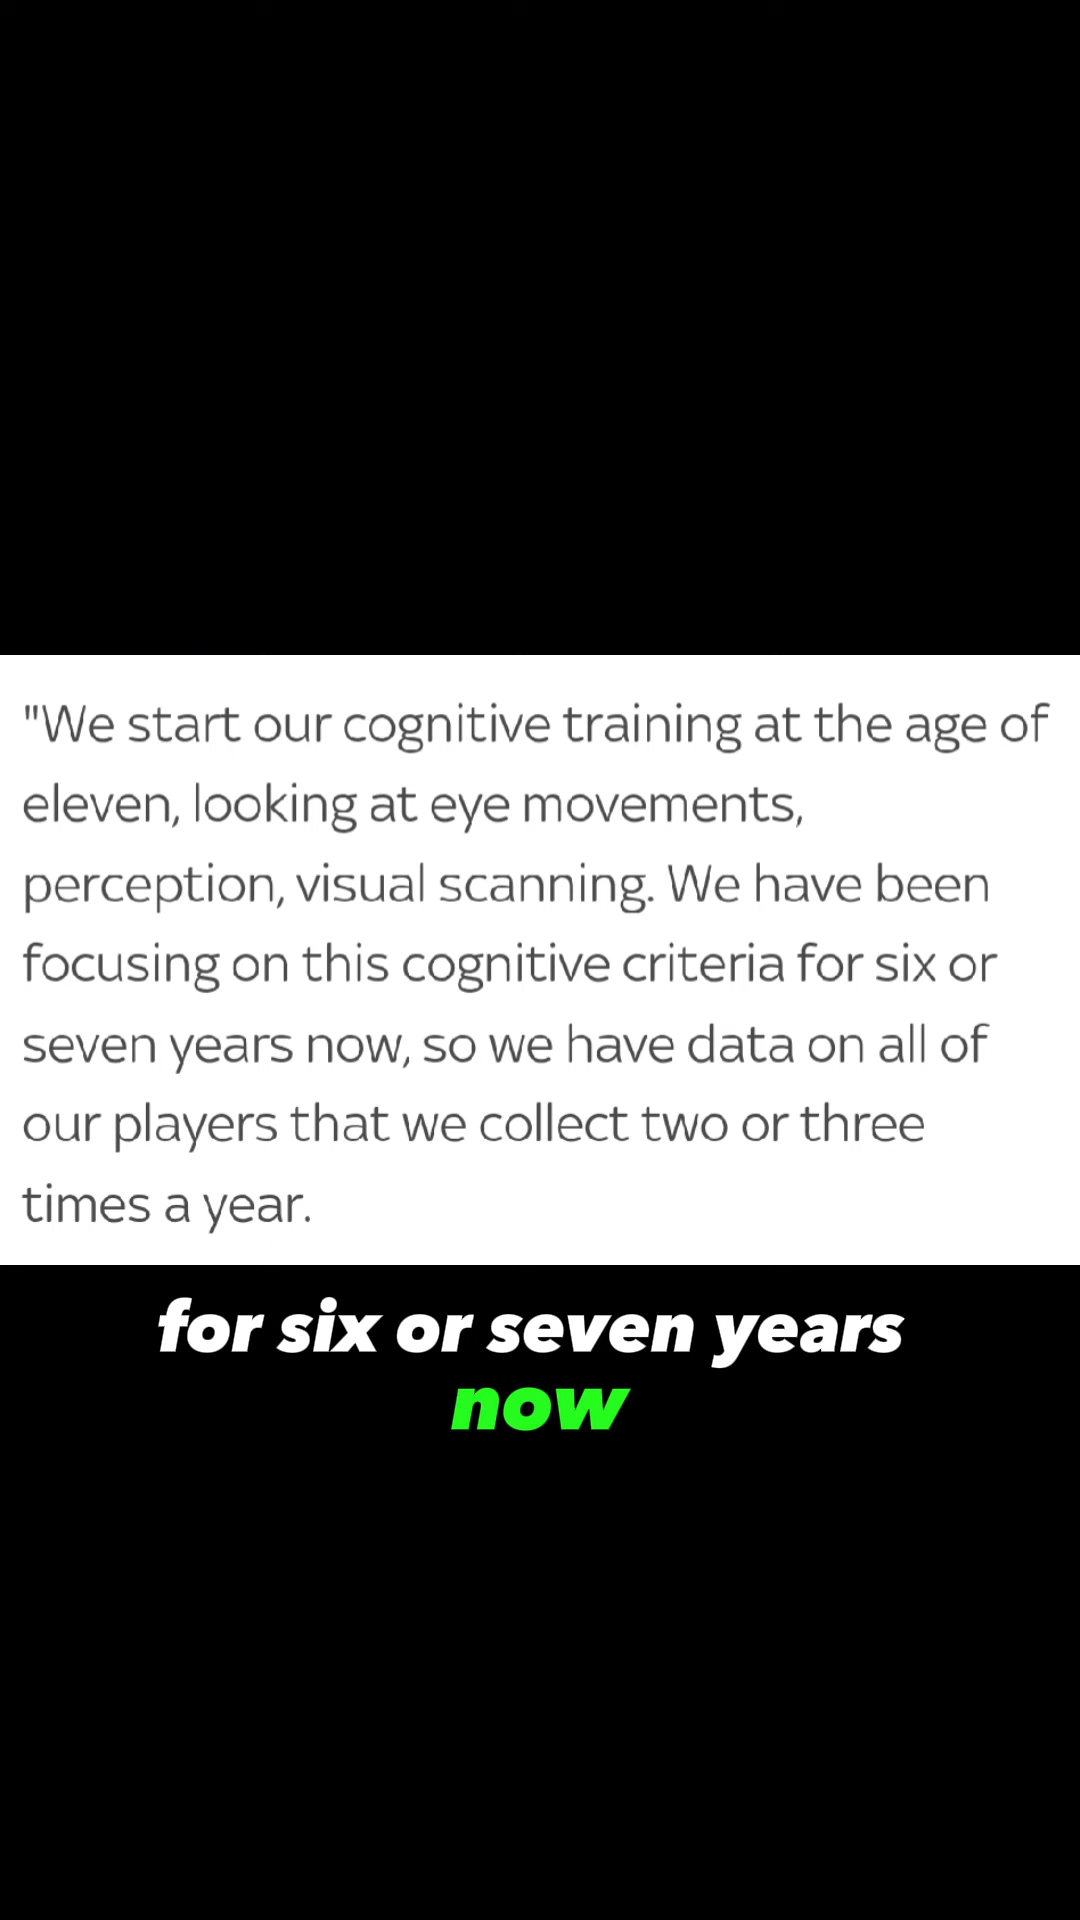 "We start our cognitive training at the age of
eleven, looking at eye movements,
perception, visual scanning. We have been
focusing on this cognitive criteria for six or
seven years now, so we have data on all of
our players that we collect two or three
times a year.
for six or seven years
now